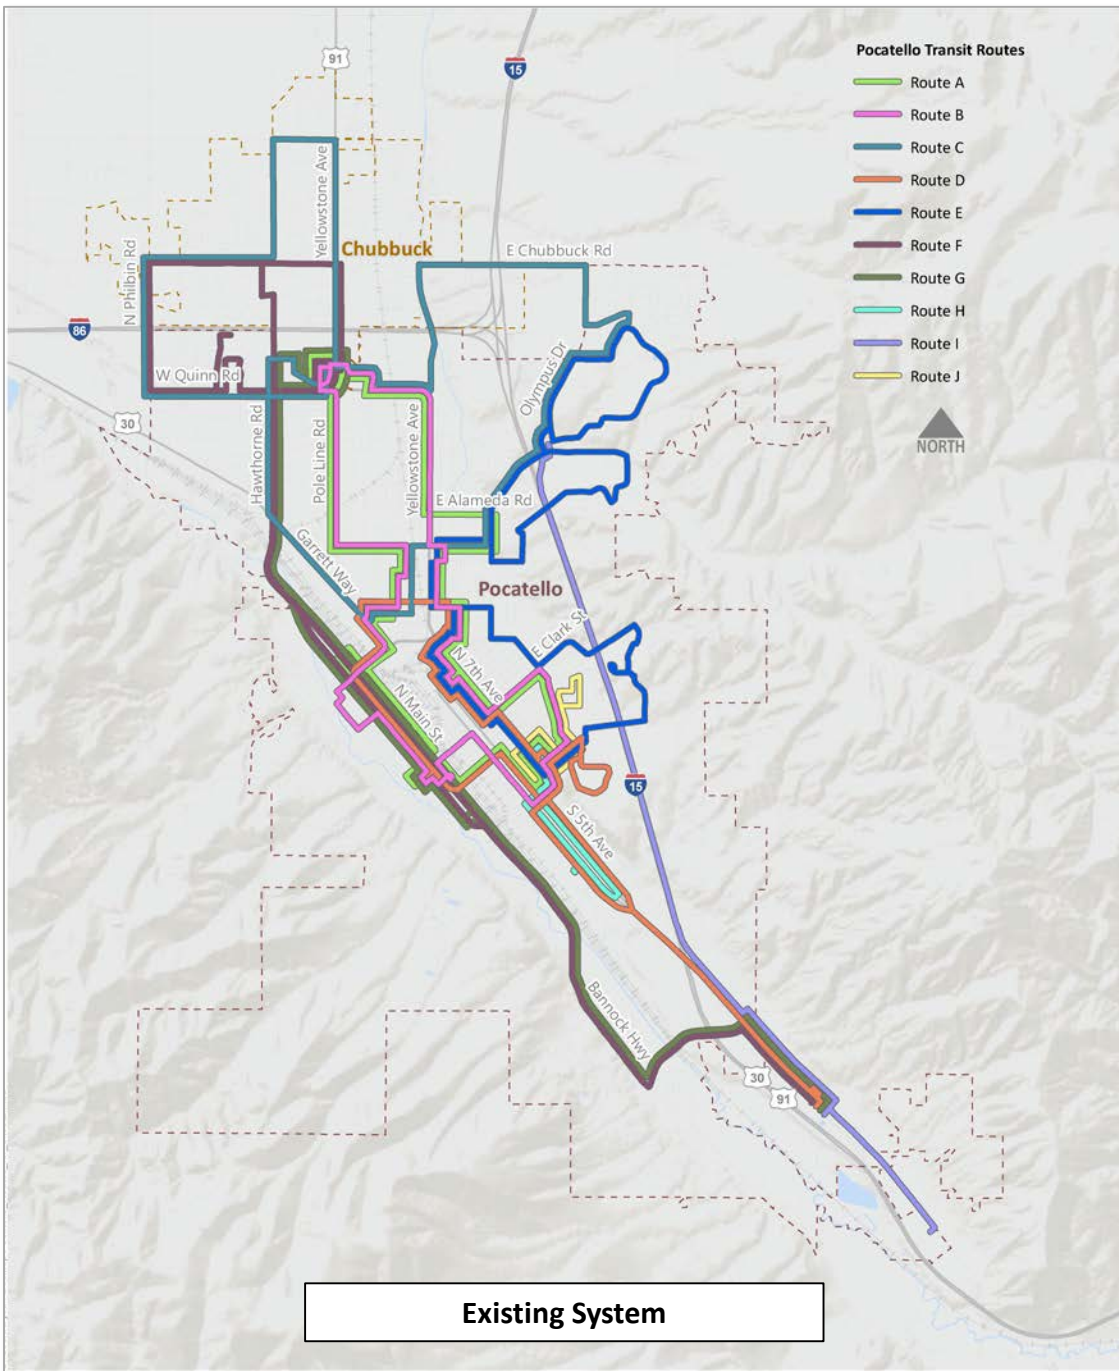 91
15
Pocatello Transit Routes
Route A
Route B
Route C
Route D
Route E
Route F
Route G
Route H
Route I
Route J
NORTH
Yellowstone Ave
Chubbuck
E Chubbuck Rd
N Philbin Rd
86
W Quinn Rd
Olympus Dr
30
Hawthorne Rd
Pole Line Rd
Yellowstone Ave
E Alameda Rd
Garrett Way
Pocatello
E Clark St
N 7th Ave
N Main St
15
S 5th Ave
Bannock Hwy
30
91
Existing System